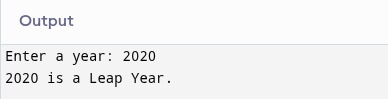 Output
Enter a year: 2020
2020 is a Leap Year.